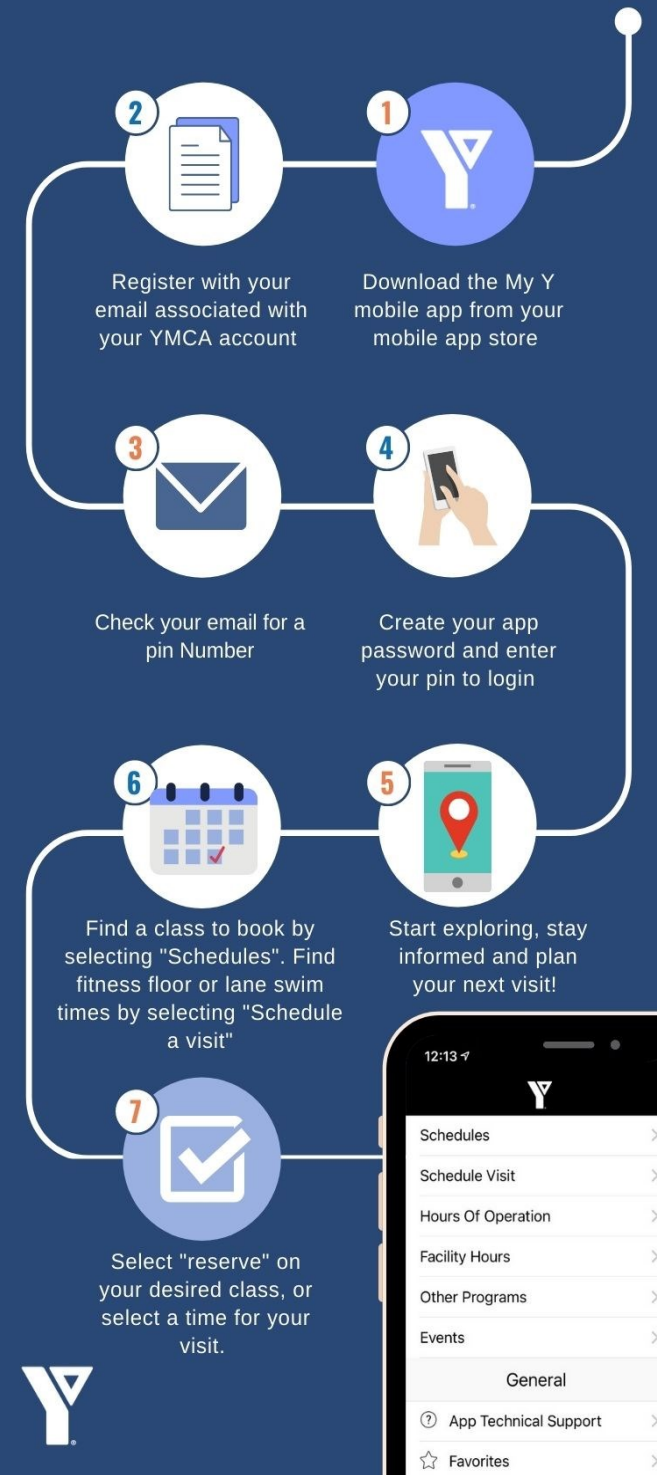 1
Download the My Y
mobile app from your
mobile app store
2
Register with your
email associated with
your YMCA account
3
Check your email for a
pin Number
4
Create your app
password and enter
your pin to login
5
Start exploring, stay
informed and plan
your next visit!
6
Find a class to book by
selecting "Schedules". Find
fitness floor or lane swim
times by selecting "Schedule
a visit"
7
Select "reserve" on
your desired class, or
select a time for your
visit.
12:13
Y
Schedules
Schedule Visit
Hours Of Operation
Facility Hours
Other Programs
Events
General
App Technical Support
Favorites
Y